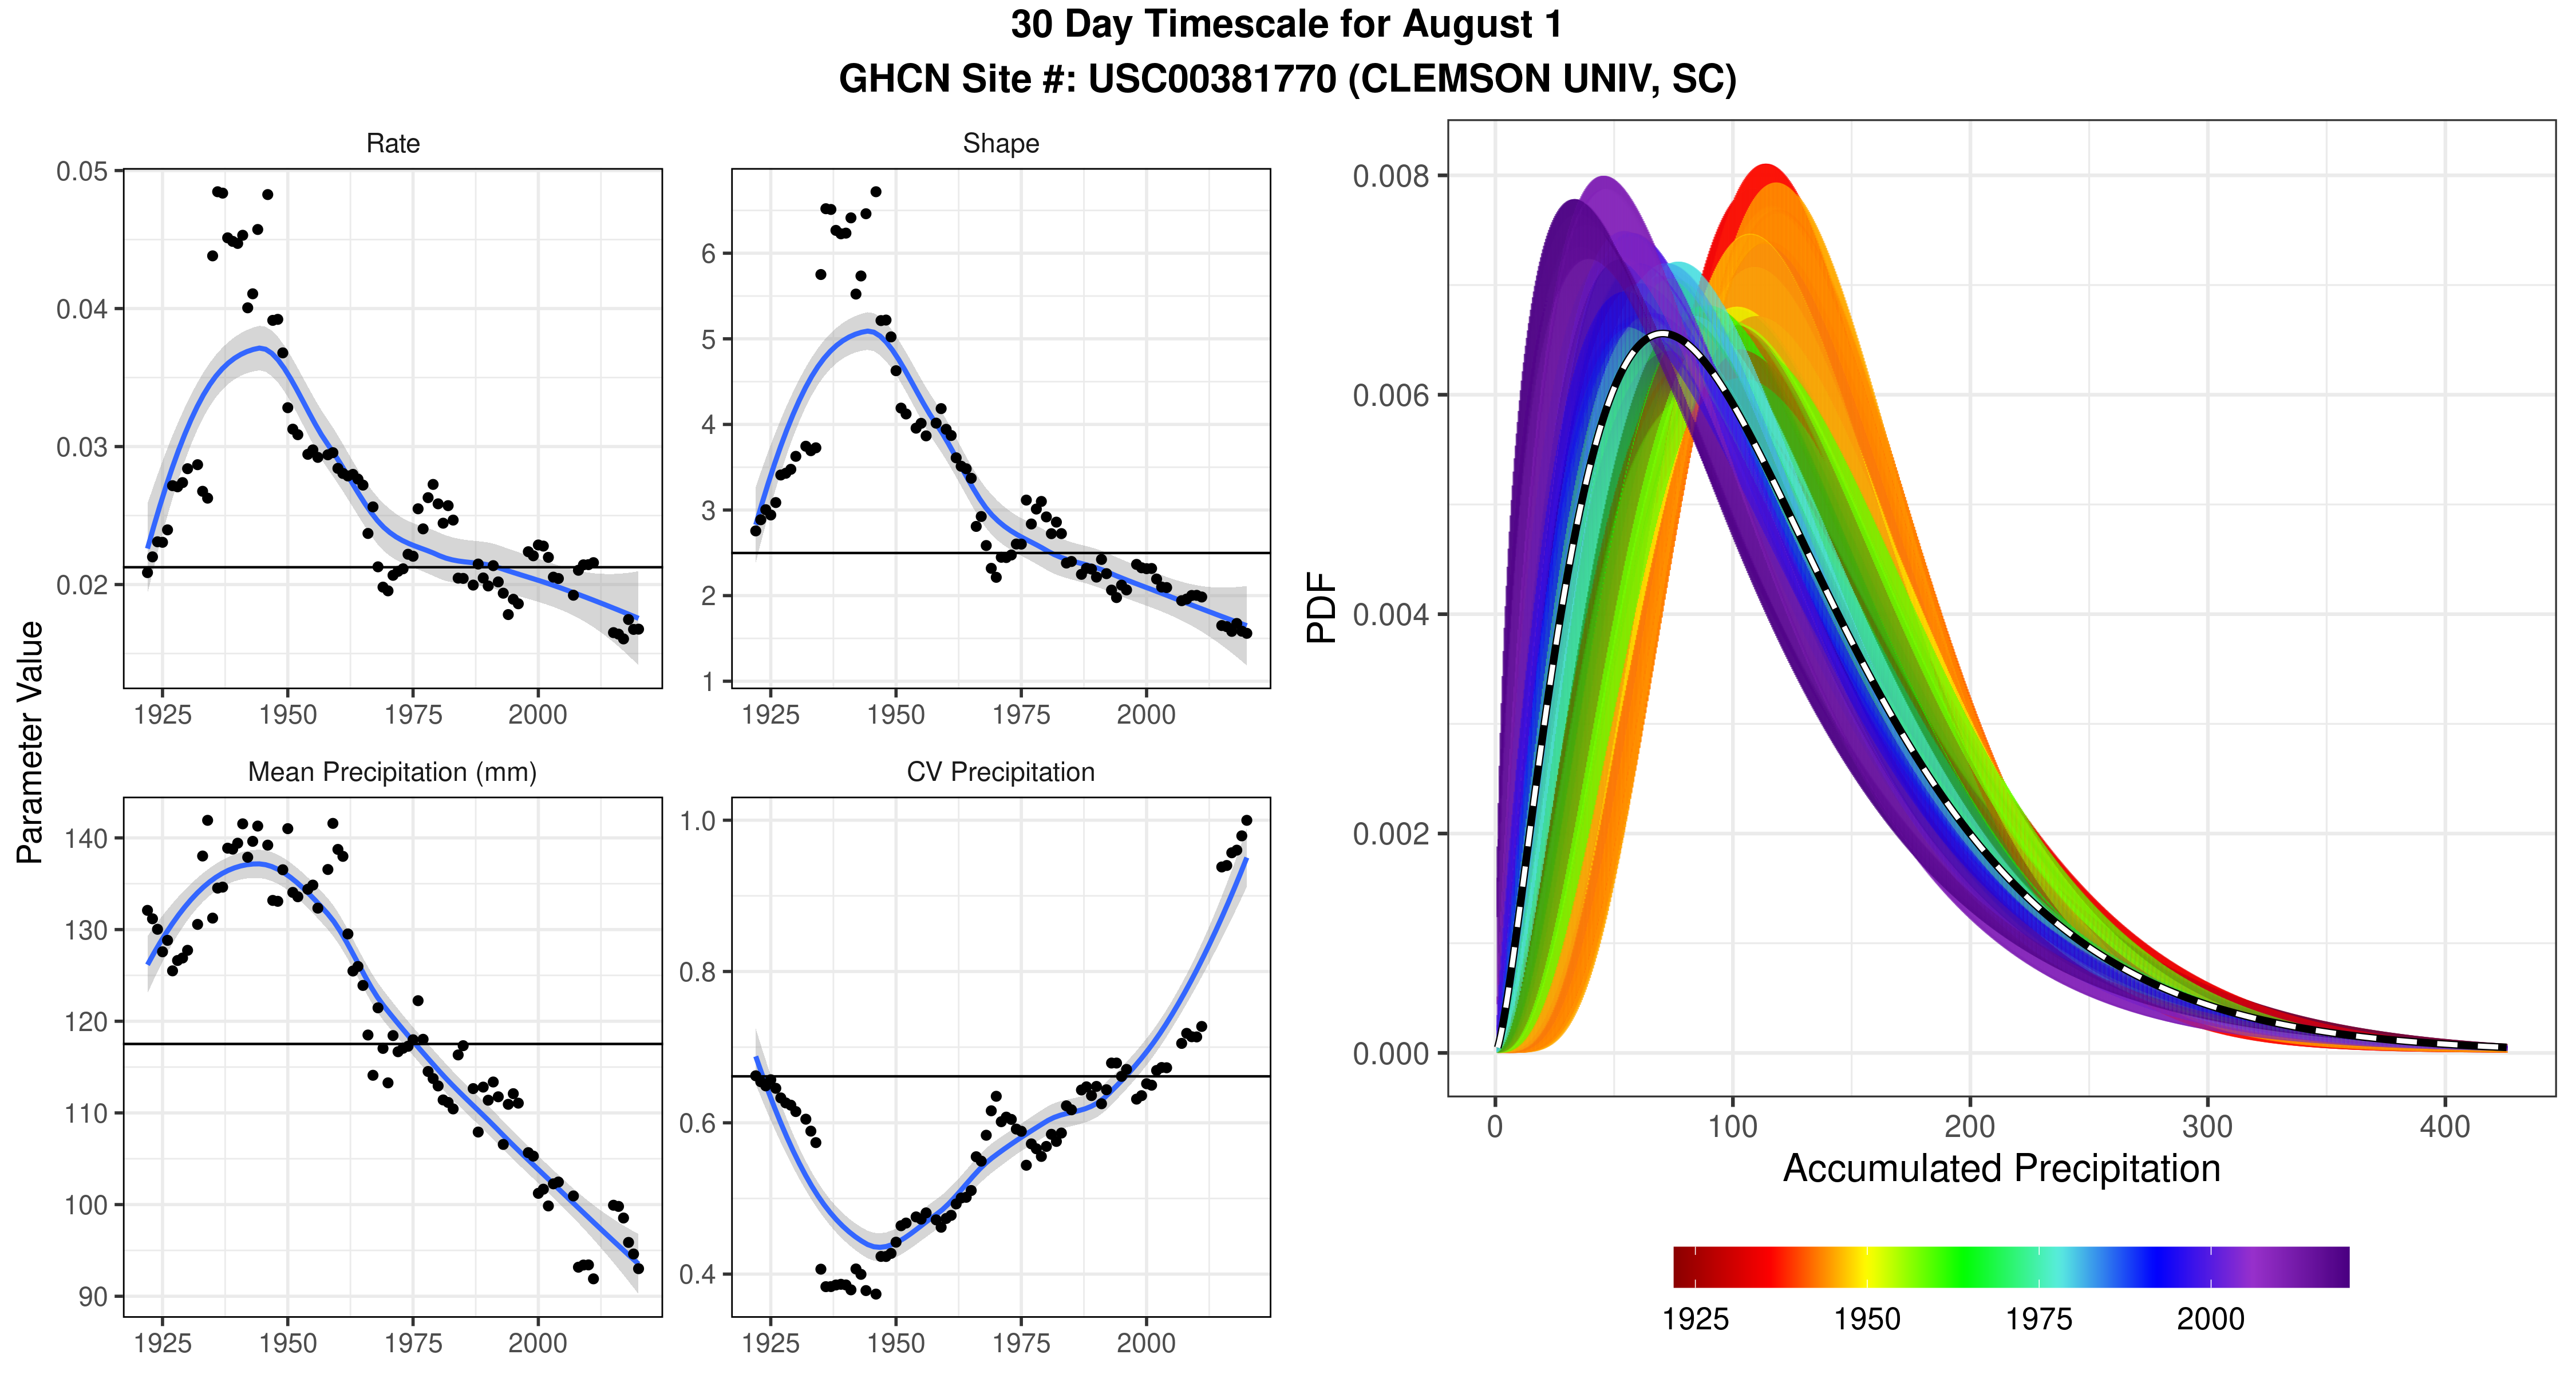 30 Day Timescale for August 1
GHCN Site #: USC00381770 (CLEMSON UNIV, SC)
Parameter Value
Rate
0.05
0.04
0.03
0.02
1925 1950 1975 2000
Shape
6
5
4
3
2
1
1925 1950 1975 2000
Mean Precipitation (mm)
140
130
120
110
100
90
1925 1950 1975 2000
CV Precipitation
1.0
0.8
0.6
0.4
1925 1950 1975 2000
PDF
0.008
0.006
0.004
0.002
0.000
0 100 200 300 400
Accumulated Precipitation
1925 1950 1975 2000